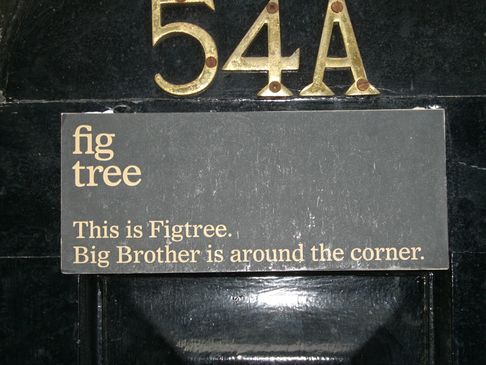 54A
fig
tree
This is Figtree.
Big Brother is around the corner.